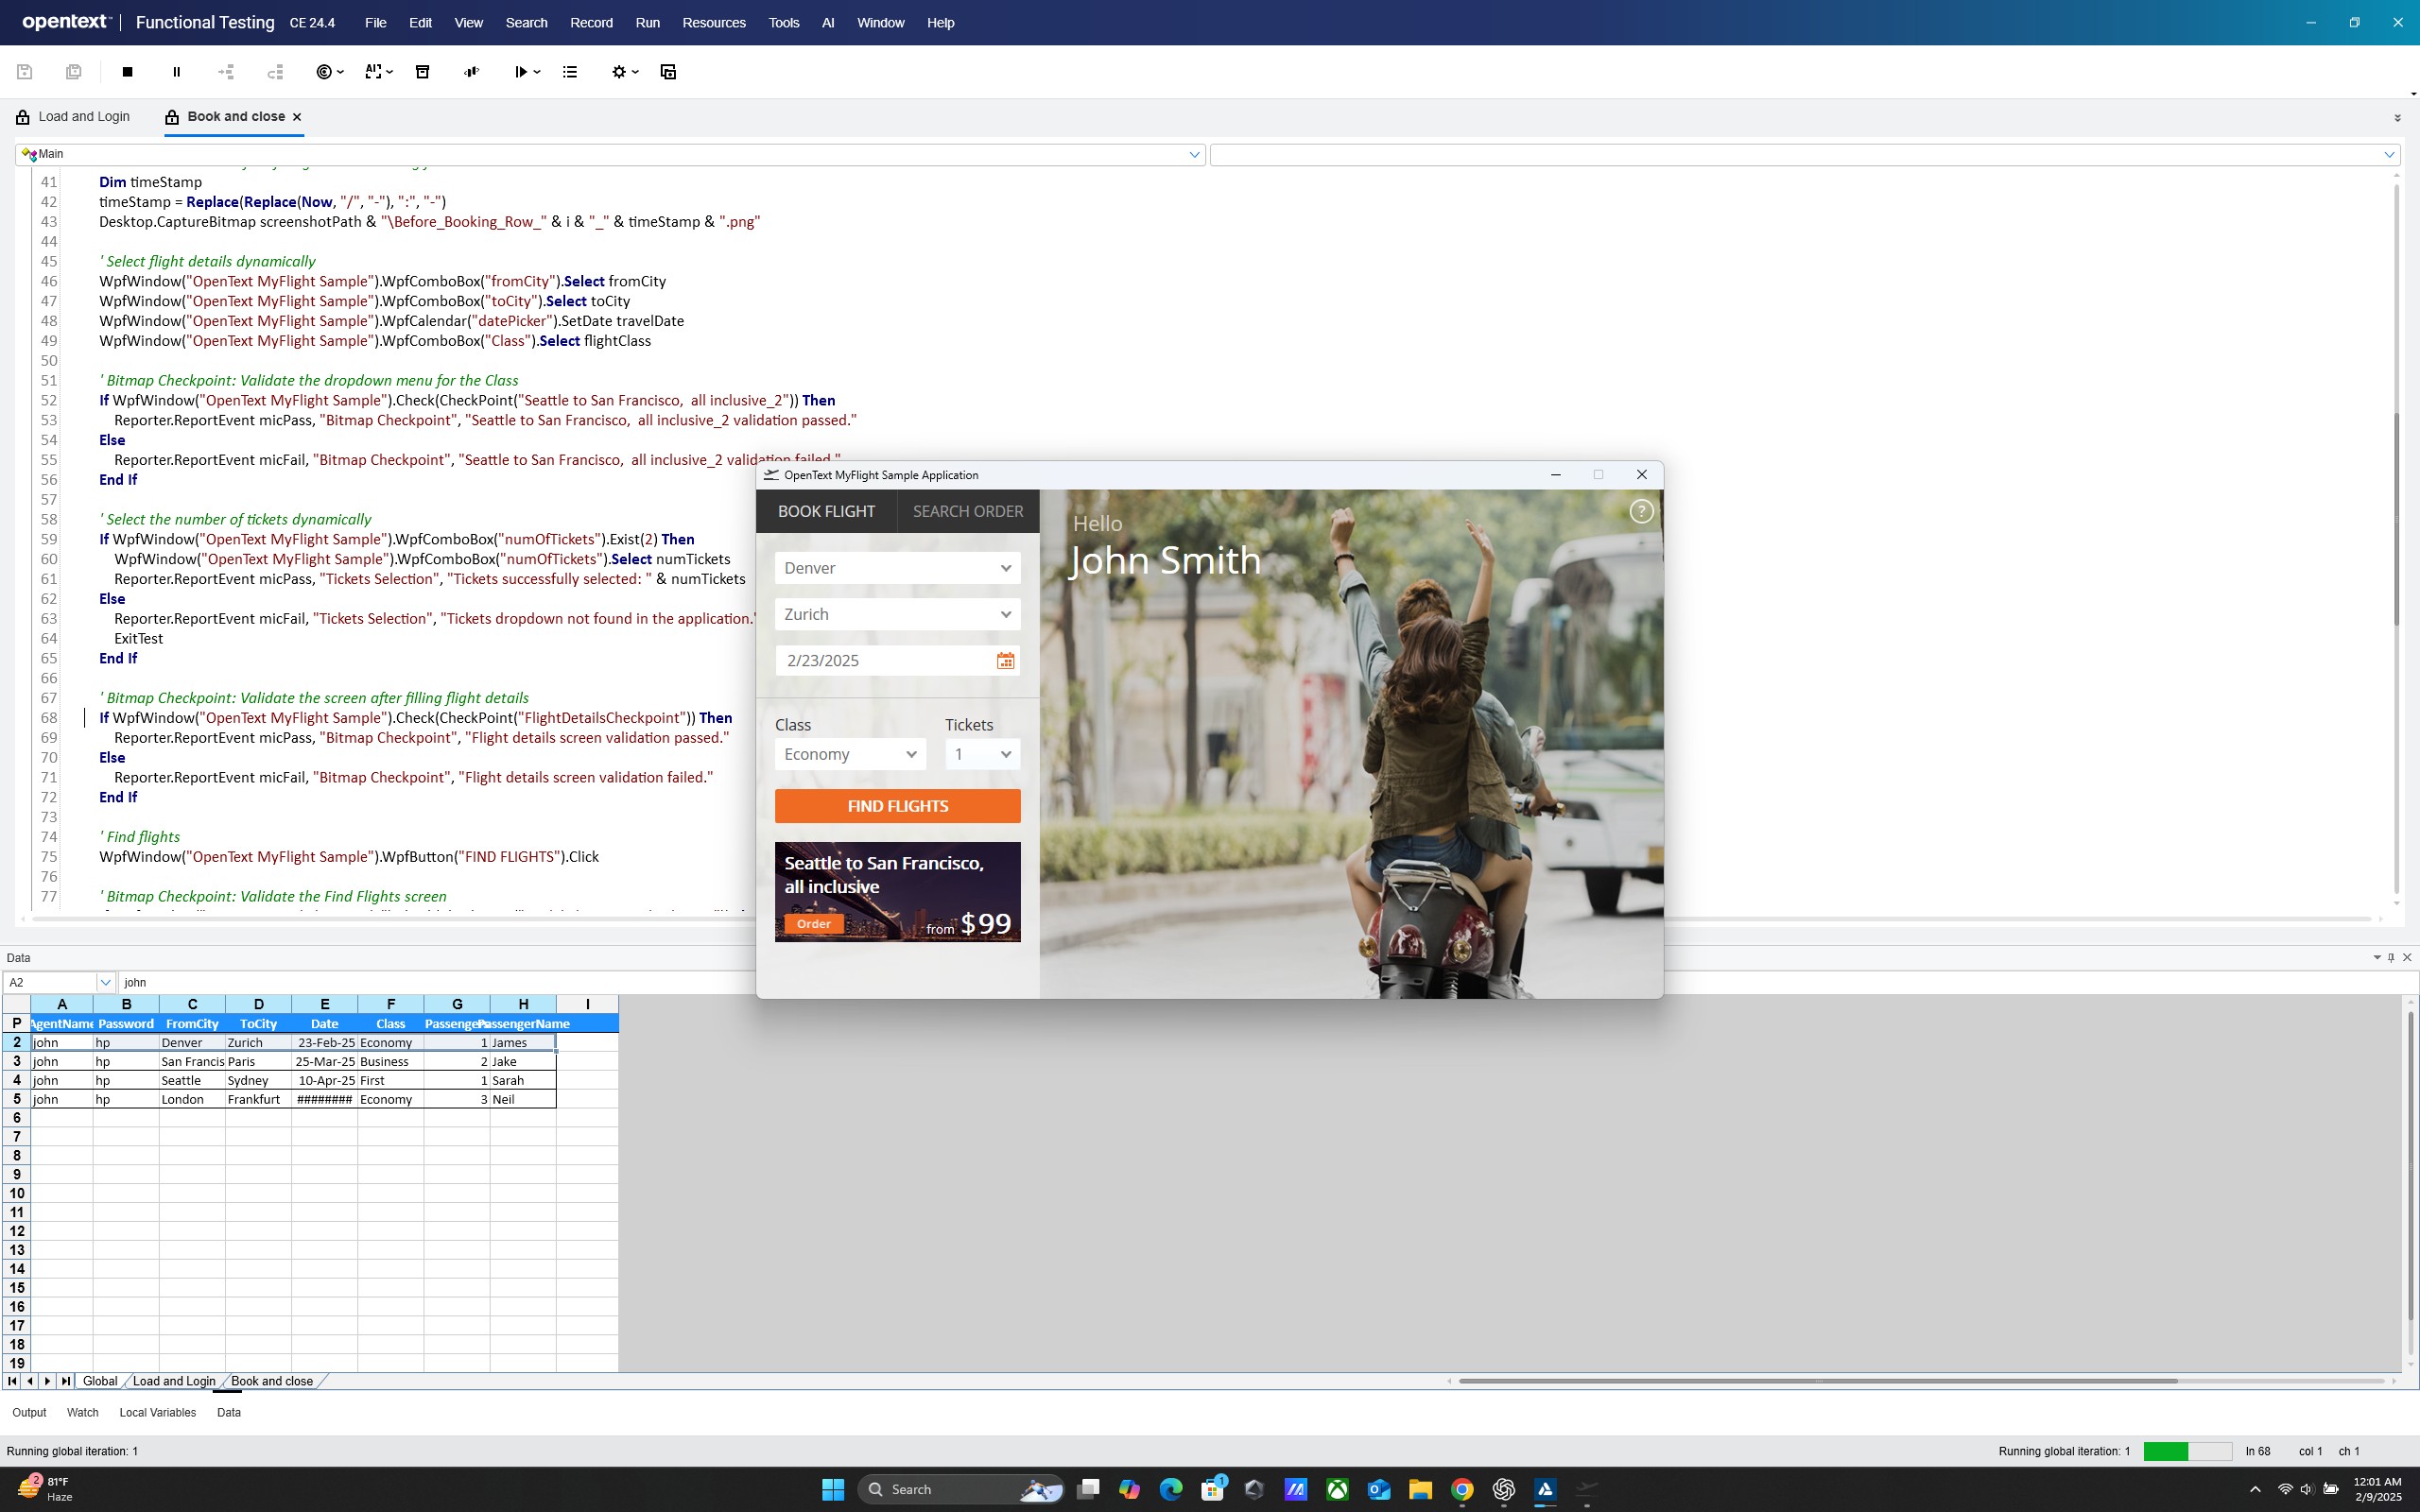 opentext™ | Functional Testing CE 24.4 File Edit View Search Record Run Resources Tools AI Window Help
Load and Login Book and close
Main
41 Dim timeStamp
42 timeStamp = Replace(Replace(Now, "/", "-"), ":", "-")
43 Desktop.CaptureBitmap screenshotPath & "\Before_Booking_Row_" & i & "_" & timeStamp & ".png"
44
45 ' Select flight details dynamically
46 WpfWindow("OpenText MyFlight Sample").WpfComboBox("fromCity").Select fromCity
47 WpfWindow("OpenText MyFlight Sample").WpfComboBox("toCity").Select toCity
48 WpfWindow("OpenText MyFlight Sample").WpfCalendar("datePicker").SetDate travelDate
49 WpfWindow("OpenText MyFlight Sample").WpfComboBox("Class").Select flightClass
50
51 ' Bitmap Checkpoint: Validate the dropdown menu for the Class
52 If WpfWindow("OpenText MyFlight Sample").Check(CheckPoint("Seattle to San Francisco,  all inclusive_2")) Then
53 Reporter.ReportEvent micPass, "Bitmap Checkpoint", "Seattle to San Francisco,  all inclusive_2 validation passed."
54 Else
55 Reporter.ReportEvent micFail, "Bitmap Checkpoint", "Seattle to San Francisco,  all inclusive_2 validation failed."
56 End If
57
58 ' Select the number of tickets dynamically
59 If WpfWindow("OpenText MyFlight Sample").WpfComboBox("numOfTickets").Exist(2) Then
60 WpfWindow("OpenText MyFlight Sample").WpfComboBox("numOfTickets").Select numTickets
61 Reporter.ReportEvent micPass, "Tickets Selection", "Tickets successfully selected: " & numTickets
62 Else
63 Reporter.ReportEvent micFail, "Tickets Selection", "Tickets dropdown not found in the application."
64 ExitTest
65 End If
66
67 ' Bitmap Checkpoint: Validate the screen after filling flight details
68 If WpfWindow("OpenText MyFlight Sample").Check(CheckPoint("FlightDetailsCheckpoint")) Then
69 Reporter.ReportEvent micPass, "Bitmap Checkpoint", "Flight details screen validation passed."
70 Else
71 Reporter.ReportEvent micFail, "Bitmap Checkpoint", "Flight details screen validation failed."
72 End If
73
74 ' Find flights
75 WpfWindow("OpenText MyFlight Sample").WpfButton("FIND FLIGHTS").Click
76
77 ' Bitmap Checkpoint: Validate the Find Flights screen
OpenText MyFlight Sample Application
BOOK FLIGHT SEARCH ORDER
?
Hello
John Smith
Denver
Zurich
2/23/2025
Class Tickets
Economy 1
FIND FLIGHTS
Seattle to San Francisco,
all inclusive
Order from $99
Data
A2 john
A B C D E F G H I
P AgentName Password FromCity ToCity Date Class Passengers PassengerName
2 john hp Denver Zurich 23-Feb-25 Economy 1 James
3 john hp San Francis Paris 25-Mar-25 Business 2 Jake
4 john hp Seattle Sydney 10-Apr-25 First 1 Sarah
5 john hp London Frankfurt ######## Economy 3 Neil
6
7
8
9
10
11
12
13
14
15
16
17
18
19
Global Load and Login Book and close
Output Watch Local Variables Data
Running global iteration: 1 Running global iteration: 1 ln 68 col 1 ch 1
2 81°F
Haze
Search
1
12:01 AM
2/9/2025